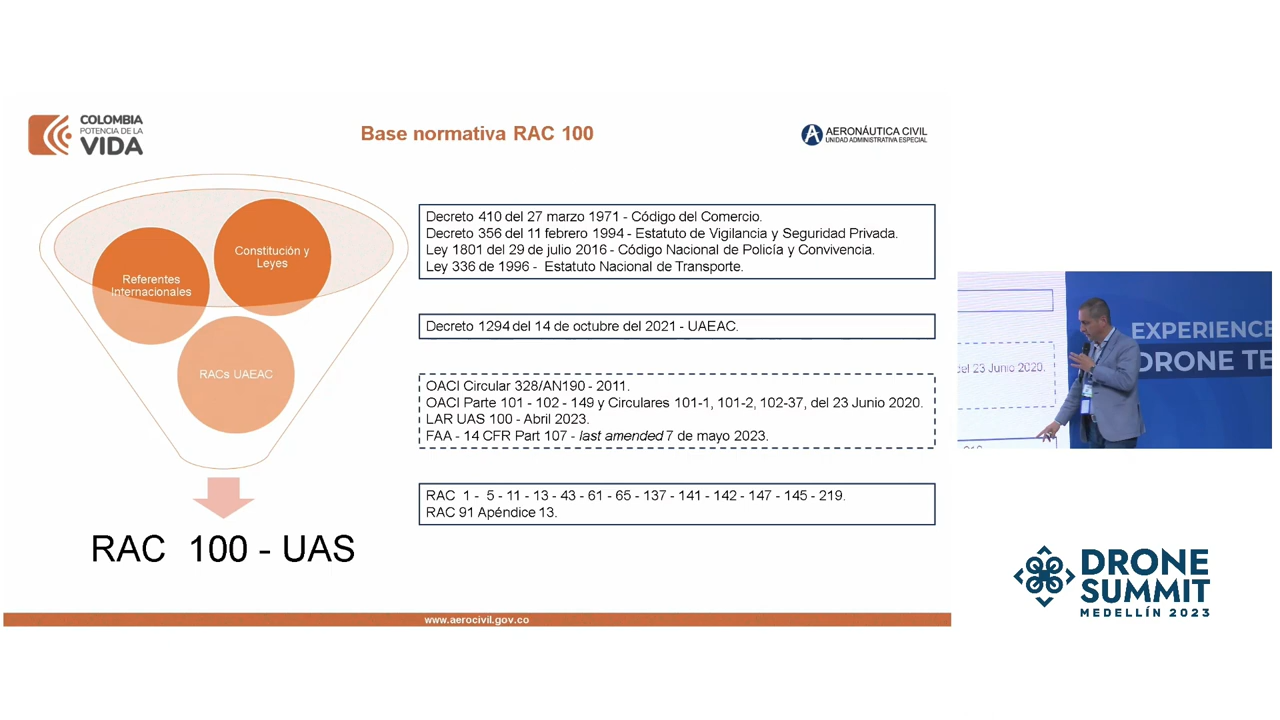 COLOMBIA
POTENCIA DE LA
VIDA
Base normativa RAC 100
AERONÁUTICA CIVIL
UNIDAD ADMINISTRATIVA ESPECIAL
Constitución y
Leyes
Referentes
Internacionales
RACs UAEAC
RAC 100 - UAS
Decreto 410 del 27 marzo 1971 - Código del Comercio.
Decreto 356 del 11 febrero 1994 - Estatuto de Vigilancia y Seguridad Privada.
Ley 1801 del 29 de julio 2016 - Código Nacional de Policía y Convivencia.
Ley 336 de 1996 - Estatuto Nacional de Transporte.
Decreto 1294 del 14 de octubre del 2021 - UAEAC.
OACI Circular 328/AN190 - 2011.
OACI Parte 101 - 102 - 149 y Circulares 101-1, 101-2, 102-37, del 23 Junio 2020.
LAR UAS 100 - Abril 2023.
FAA - 14 CFR Part 107 - last amended 7 de mayo 2023.
RAC 1 - 5 - 11 - 13 - 43 - 61 - 65 - 137 - 141 - 142 - 147 - 145 - 219.
RAC 91 Apéndice 13.
www.aerocivil.gov.co
del 23 Junio 2020.
EXPERIENCE
DRONE TE
DRONE
SUMMIT
MEDELLÍN 2023